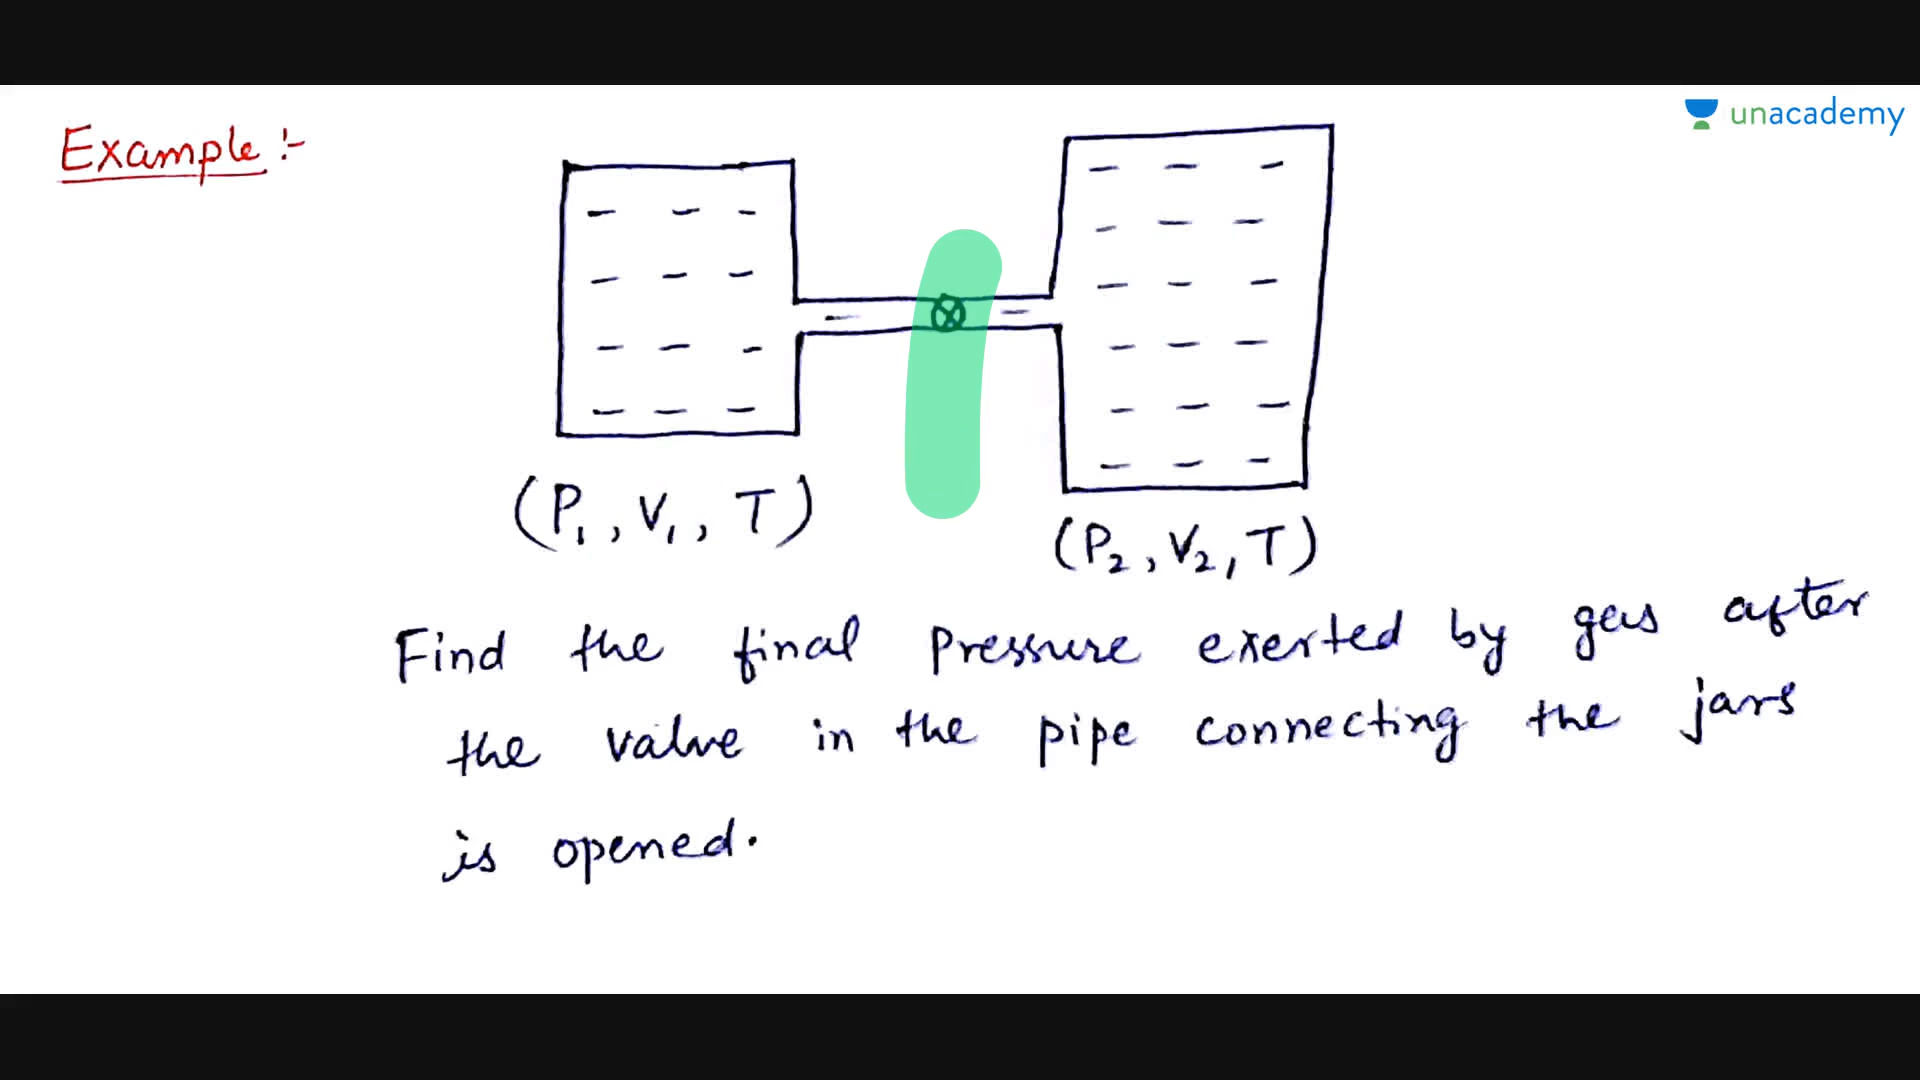 Example :-
unacademy
(P₁, V₁, T)
(P₂, V₂, T)
Find the final Pressure exerted by gas after
the valve in the pipe connecting the jars
is opened.